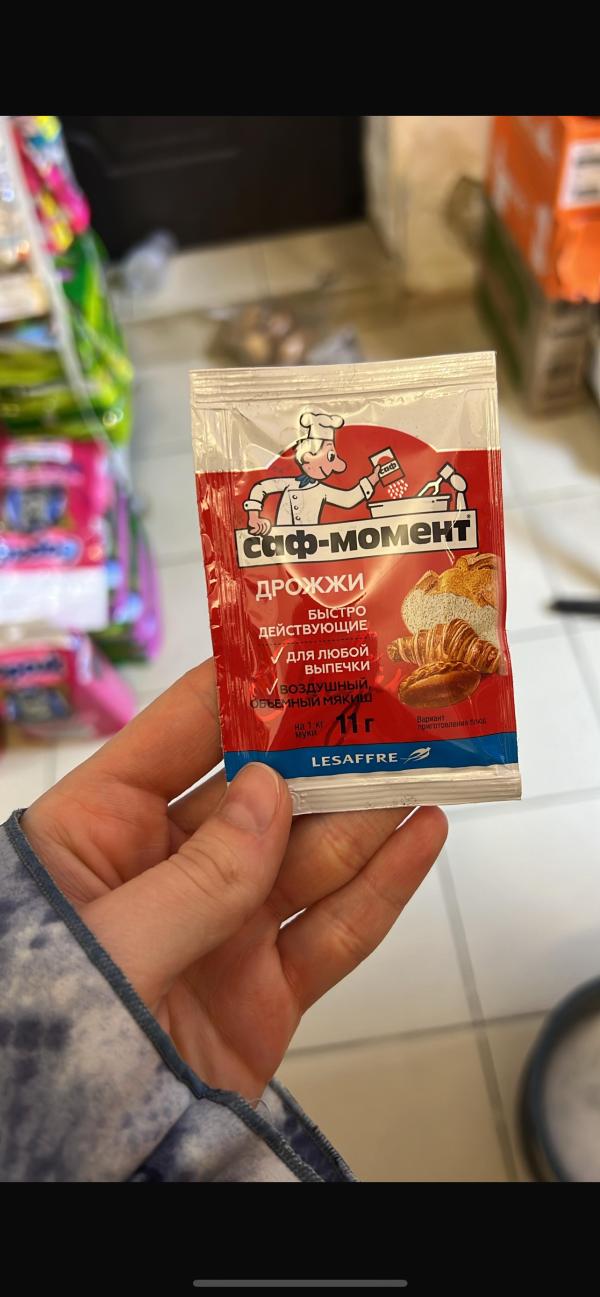 саф
саф-момент
ДРОЖЖИ
БЫСТРО
ДЕЙСТВУЮЩИЕ
✓ ДЛЯ ЛЮБОЙ
ВЫПЕЧКИ
✓ ВОЗДУШНЫЙ,
ОБЪЕМНЫЙ МЯКИШ
на 1 кг
муки
11 г
Вариант
приготовления блюд
LESAFFRE